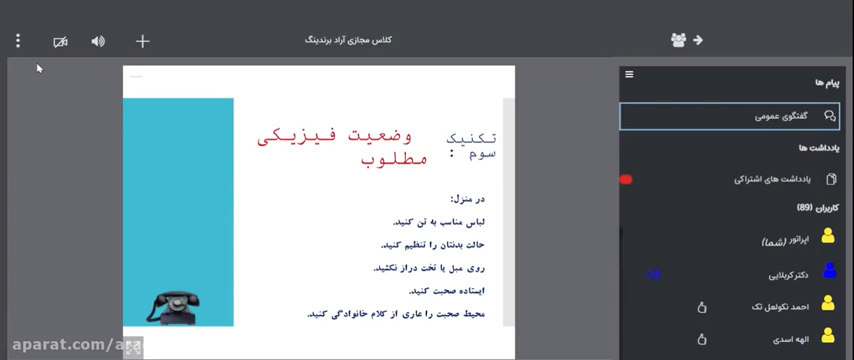 کلاس مجازی آراد برندینگ
تکنیک سوم :
وضعیت فیزیکی مطلوب
در منزل:
لباس مناسب به تن کنید.
حالت بدنتان را تنظیم کنید.
روی مبل یا تخت دراز نکشید.
ایستاده صحبت کنید.
محیط صحبت را عاری از کلام خانوادگی کنید.
پیام ها
گفتگوی عمومی
یادداشت ها
یادداشت های اشتراکی
کاربران (89)
اپراتور (شما)
دکتر کربلایی
احمد نکولعل تک
الهه اسدی
aparat.com/ara